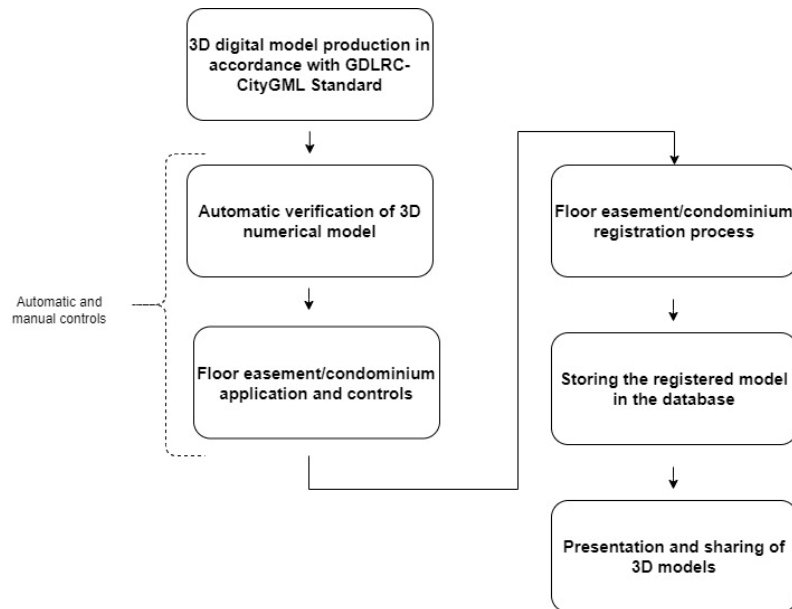 3D digital model production in
accordance with GDLRC-
CityGML Standard
Automatic verification of 3D
numerical model
Automatic and
manual controls
Floor easement/condominium
application and controls
Floor easement/condominium
registration process
Storing the registered model
in the database
Presentation and sharing of
3D models